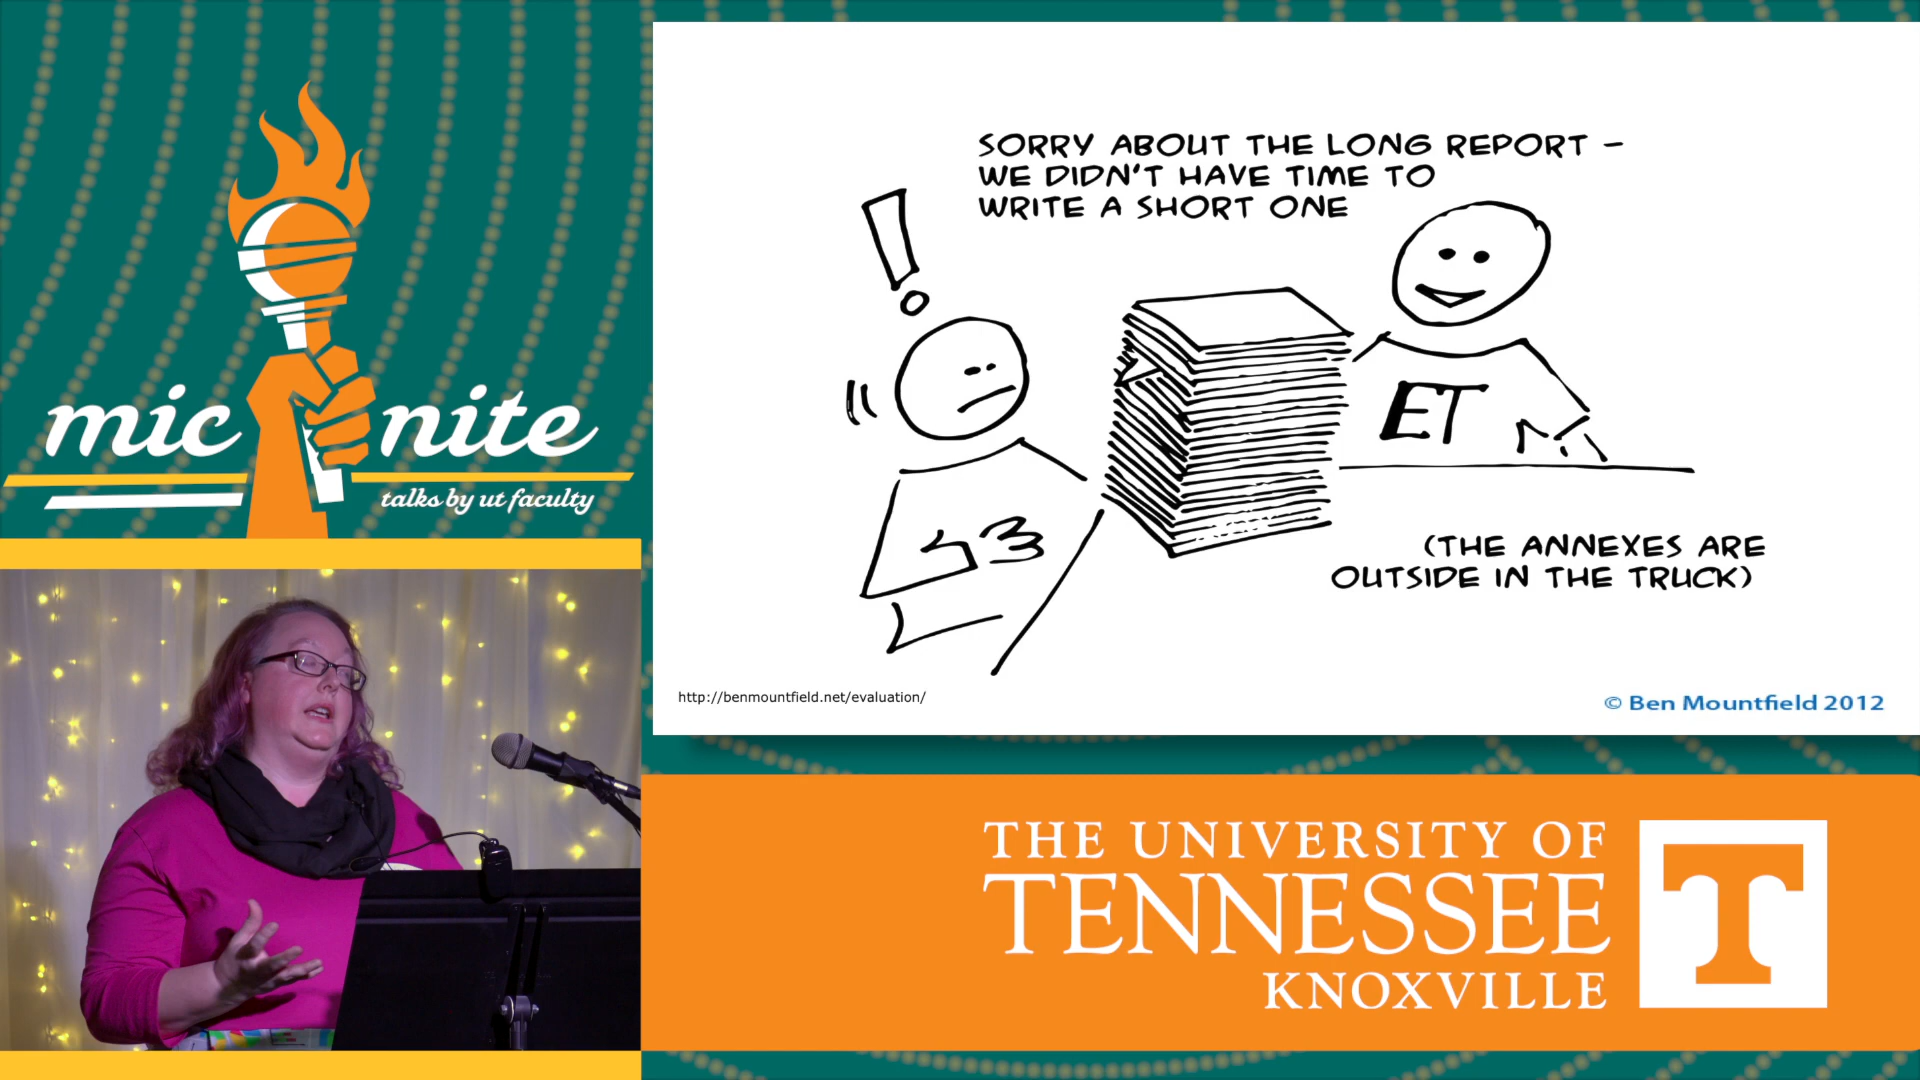 mic nite
talks by ut faculty
SORRY ABOUT THE LONG REPORT –
WE DIDN'T HAVE TIME TO
WRITE A SHORT ONE
ET
(THE ANNEXES ARE
OUTSIDE IN THE TRUCK)
http://benmountfield.net/evaluation/
© Ben Mountfield 2012
THE UNIVERSITY OF
TENNESSEE
KNOXVILLE
T